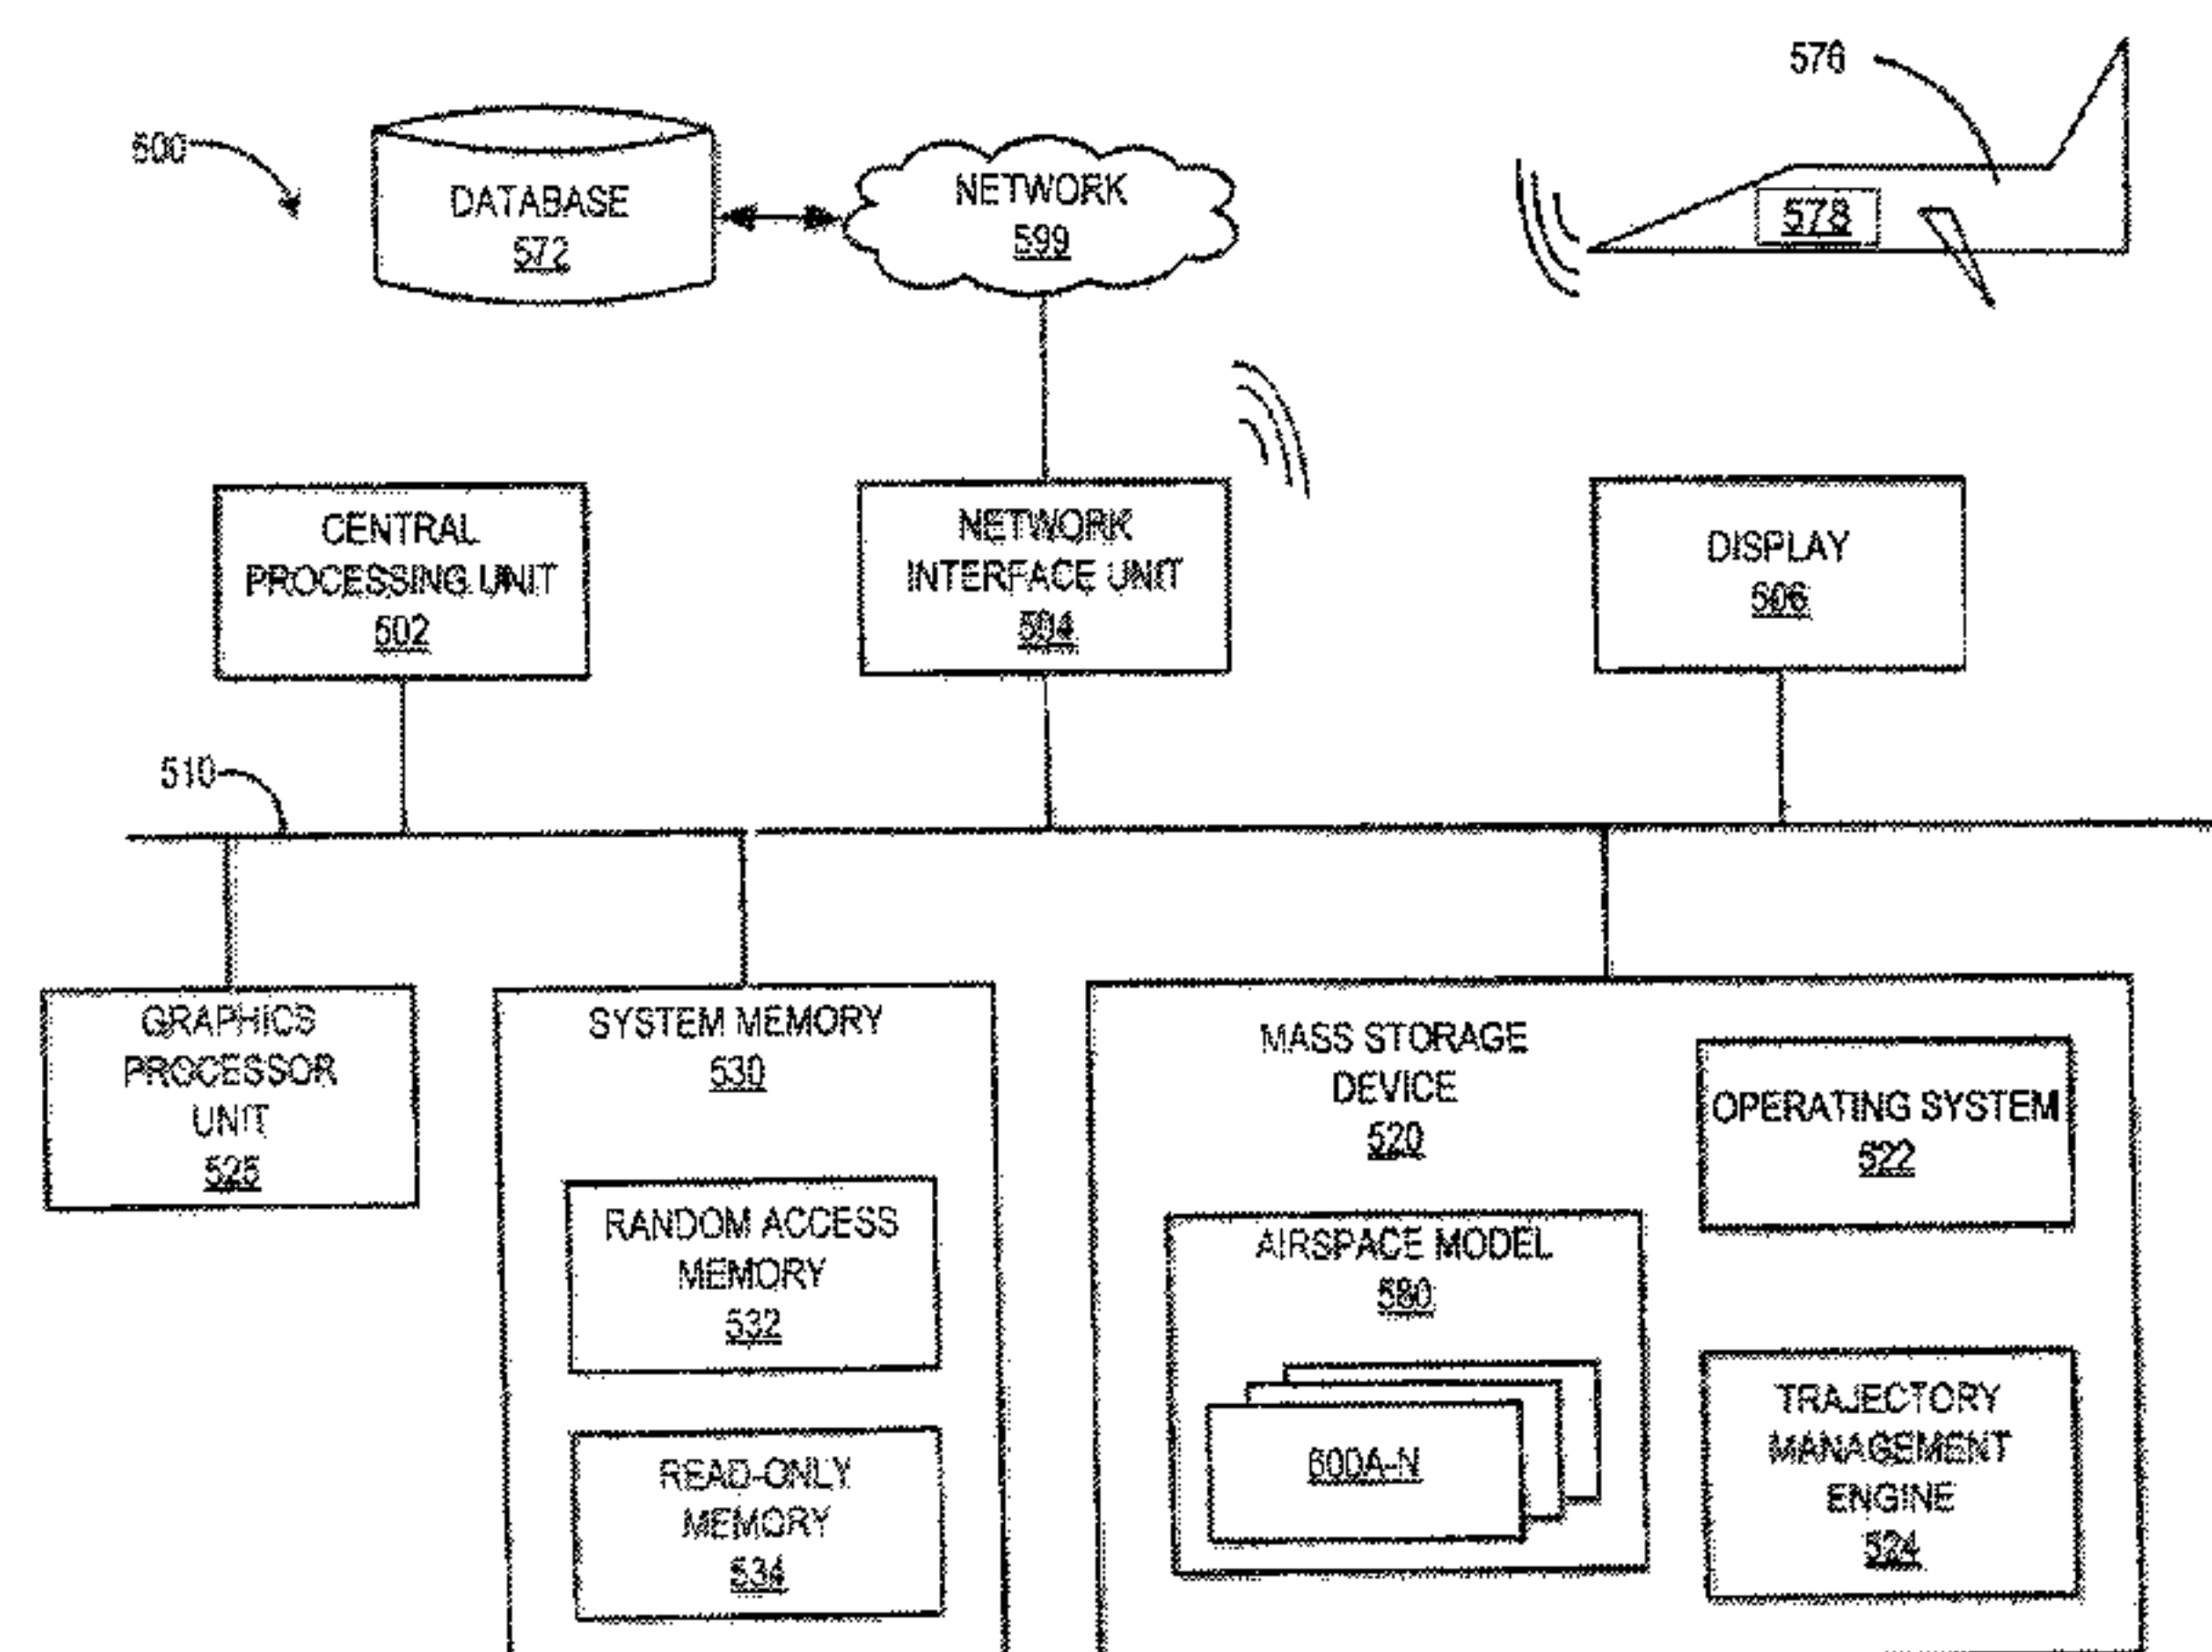 500
DATABASE
572
NETWORK
599
576
578
CENTRAL
PROCESSING UNIT
502
NETWORK
INTERFACE UNIT
504
DISPLAY
506
510
GRAPHICS
PROCESSOR
UNIT
525
SYSTEM MEMORY
530
RANDOM ACCESS
MEMORY
532
READ-ONLY
MEMORY
534
MASS STORAGE
DEVICE
520
OPERATING SYSTEM
522
AIRSPACE MODEL
580
600A-N
TRAJECTORY
MANAGEMENT
ENGINE
524